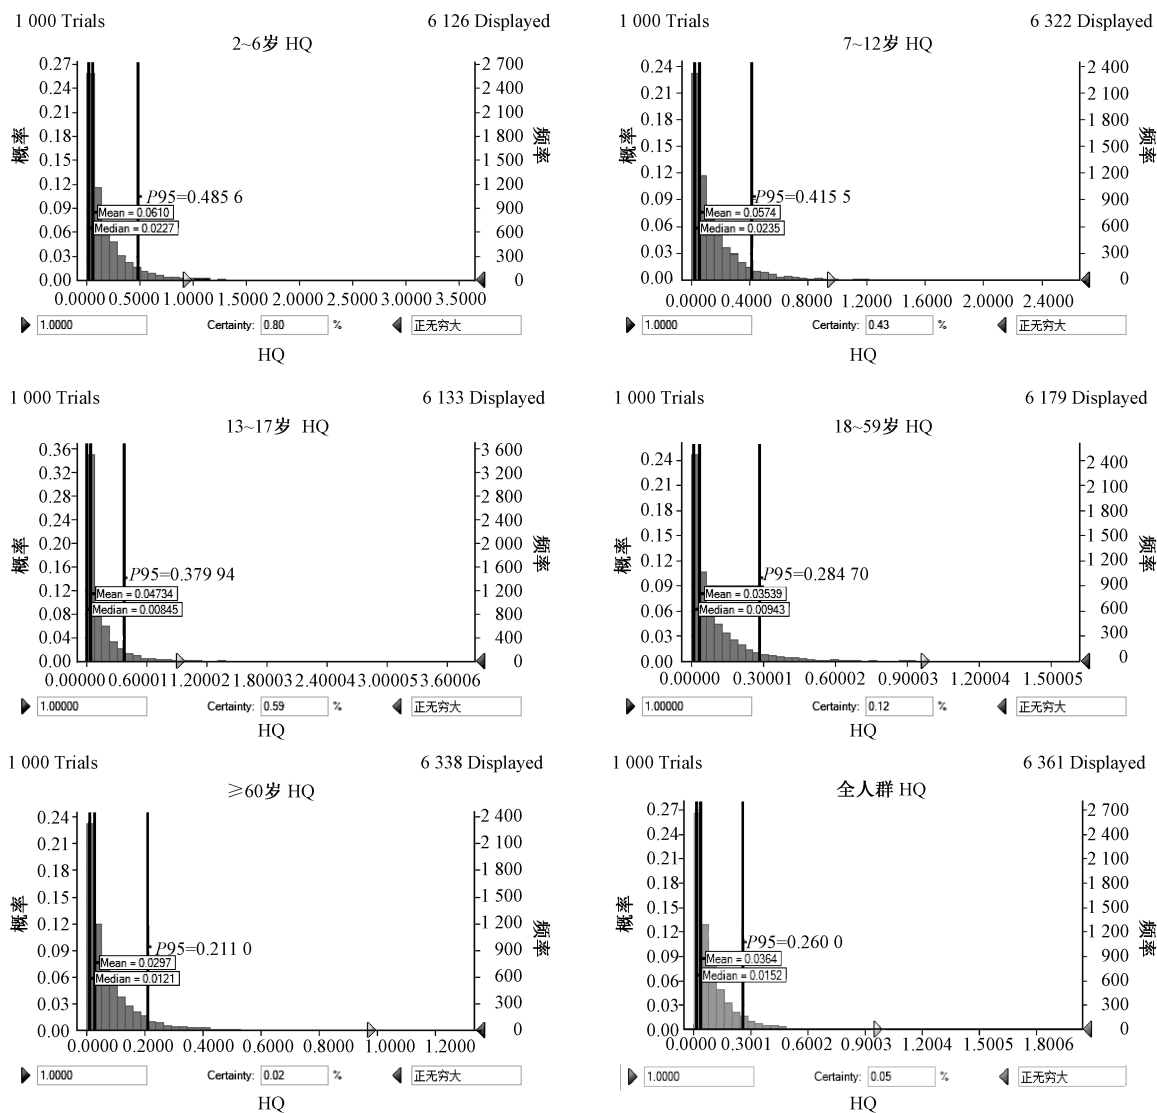 1 000 Trials
6 126 Displayed
2~6岁 HQ
概率
0.27
0.24
0.21
0.18
0.15
0.12
0.09
0.06
0.03
0.00
2 700
2 400
2 100
1 800
1 500
1 200
900
600
300
0
频率
P95=0.485 6
Mean = 0.0610
Median = 0.0227
0.0000 0.5000 1.0000 1.5000 2.0000 2.5000 3.0000 3.5000
1.0000 Certainty: 0.80 % 正无穷大
HQ
1 000 Trials
6 322 Displayed
7~12岁 HQ
概率
0.24
0.21
0.18
0.15
0.12
0.09
0.06
0.03
0.00
2 400
2 100
1 800
1 500
1 200
900
600
300
0
频率
P95=0.415 5
Mean = 0.0574
Median = 0.0235
0.0000 0.4000 0.8000 1.2000 1.6000 2.0000 2.4000
1.0000 Certainty: 0.43 % 正无穷大
HQ
1 000 Trials
6 133 Displayed
13~17岁 HQ
概率
0.36
0.32
0.28
0.24
0.20
0.16
0.12
0.08
0.04
0.00
3 600
3 200
2 800
2 400
2 000
1 600
1 200
800
400
0
频率
P95=0.379 94
Mean = 0.04734
Median = 0.00845
0.00000 0.60001 1.20002 1.80003 2.40004 3.00005 3.60006
1.00000 Certainty: 0.59 % 正无穷大
HQ
1 000 Trials
6 179 Displayed
18~59岁 HQ
概率
0.24
0.21
0.18
0.15
0.12
0.09
0.06
0.03
0.00
2 400
2 100
1 800
1 500
1 200
900
600
300
0
频率
P95=0.284 70
Mean = 0.03539
Median = 0.00943
0.00000 0.30001 0.60002 0.90003 1.20004 1.50005
1.00000 Certainty: 0.12 % 正无穷大
HQ
1 000 Trials
6 338 Displayed
≥60岁 HQ
概率
0.24
0.21
0.18
0.15
0.12
0.09
0.06
0.03
0.00
2 400
2 100
1 800
1 500
1 200
900
600
300
0
频率
P95=0.211 0
Mean = 0.0297
Median = 0.0121
0.0000 0.2000 0.4000 0.6000 0.8000 1.0000 1.2000
1.0000 Certainty: 0.02 % 正无穷大
HQ
1 000 Trials
6 361 Displayed
全人群 HQ
概率
0.27
0.24
0.21
0.18
0.15
0.12
0.09
0.06
0.03
0.00
2 700
2 400
2 100
1 800
1 500
1 200
900
600
300
0
频率
P95=0.260 0
Mean = 0.0364
Median = 0.0152
0.0000 0.3001 0.6002 0.9003 1.2004 1.5005 1.8006
1.0000 Certainty: 0.05 % 正无穷大
HQ